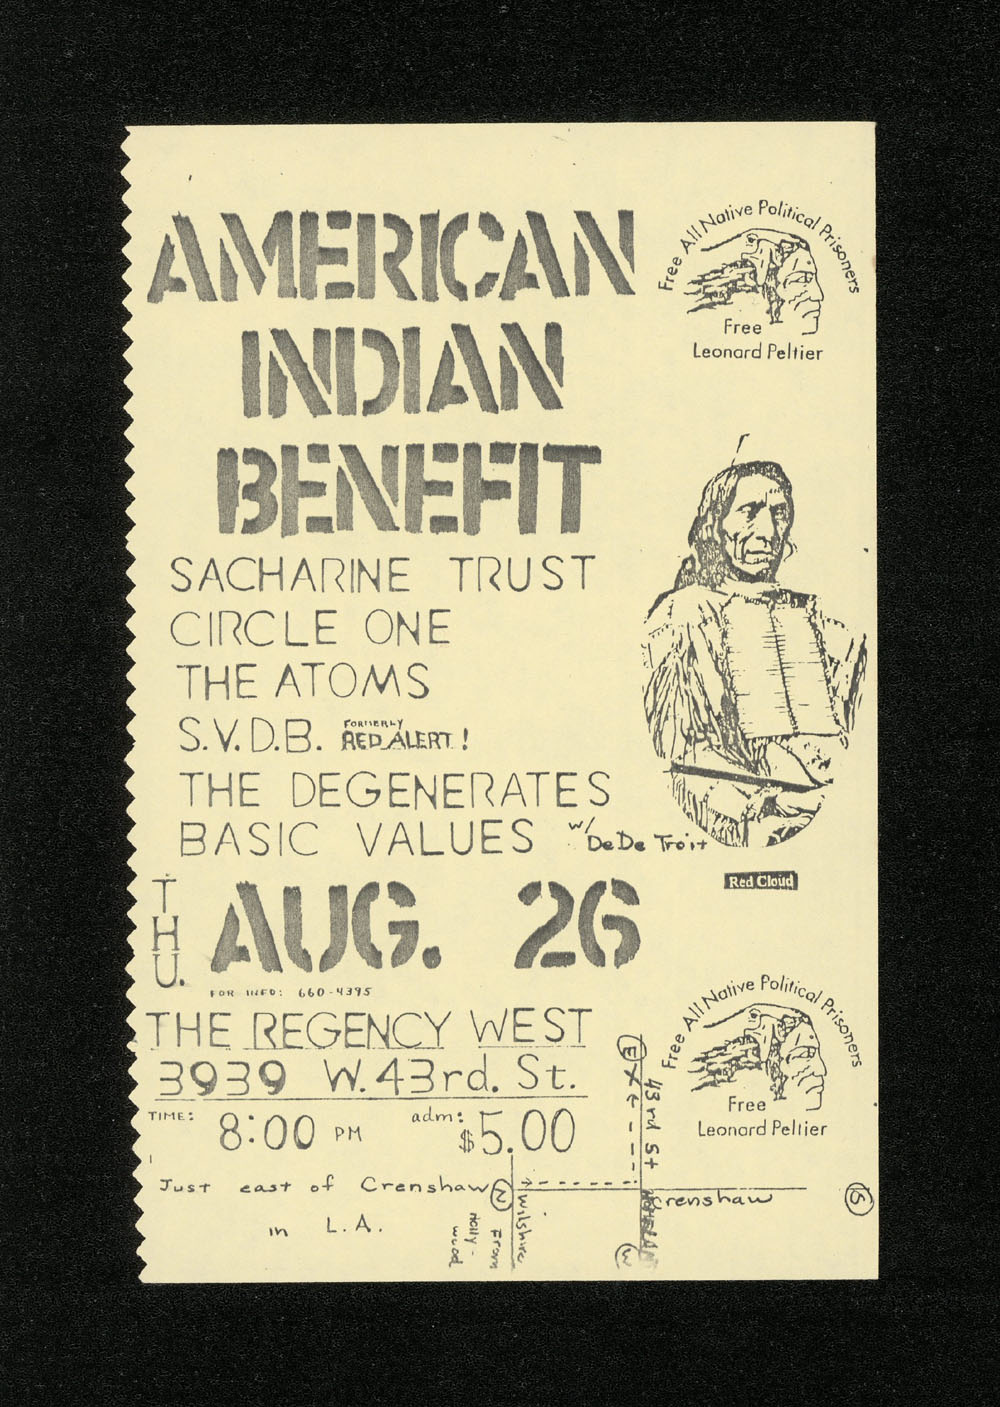 AMERICAN
INDIAN
BENEFIT
Free All Native Political Prisoners
Free
Leonard Peltier
SACHARINE TRUST
CIRCLE ONE
THE ATOMS
S.V.D.B. FORMERLY RED ALERT!
THE DEGENERATES
BASIC VALUES w/ DeDe Troit
Red Cloud
THU. AUG. 26
FOR INFO: 660-4395
THE REGENCY WEST
3939 W. 43rd. St.
TIME: 8:00 PM adm: $5.00
Just east of Crenshaw
in L.A.
Free All Native Political Prisoners
Free
Leonard Peltier
E X
43rd St
N
Crenshaw
S
Wilshire
From
Holly-
wood
W